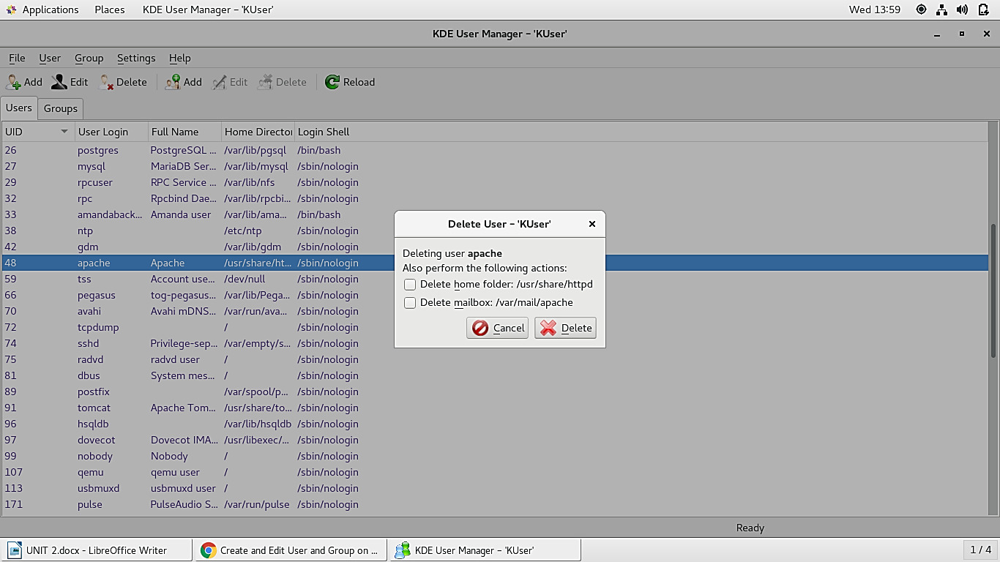 Applications Places KDE User Manager – 'KUser' Wed 13:59
KDE User Manager – 'KUser'
File User Group Settings Help
Add Edit Delete Add Edit Delete Reload
Users Groups
UID User Login Full Name Home Director Login Shell
26 postgres PostgreSQL ... /var/lib/pgsql /bin/bash
27 mysql MariaDB Ser... /var/lib/mysql /sbin/nologin
29 rpcuser RPC Service ... /var/lib/nfs /sbin/nologin
32 rpc Rpcbind Dae... /var/lib/rpcbi... /sbin/nologin
33 amandaback... Amanda user /var/lib/ama... /bin/bash
38 ntp /etc/ntp /sbin/nologin
42 gdm /var/lib/gdm /sbin/nologin
48 apache Apache /usr/share/ht... /sbin/nologin
59 tss Account use... /dev/null /sbin/nologin
66 pegasus tog-pegasus... /var/lib/Pega... /sbin/nologin
70 avahi Avahi mDNS... /var/run/ava... /sbin/nologin
72 tcpdump / /sbin/nologin
74 sshd Privilege-sep... /var/empty/s... /sbin/nologin
75 radvd radvd user / /sbin/nologin
81 dbus System mes... / /sbin/nologin
89 postfix /var/spool/p... /sbin/nologin
91 tomcat Apache Tom... /usr/share/to... /sbin/nologin
96 hsqldb /var/lib/hsqldb /sbin/nologin
97 dovecot Dovecot IMA... /usr/libexec/... /sbin/nologin
99 nobody Nobody / /sbin/nologin
107 qemu qemu user / /sbin/nologin
113 usbmuxd usbmuxd user / /sbin/nologin
171 pulse PulseAudio S... /var/run/pulse /sbin/nologin
Delete User – 'KUser'
Deleting user apache
Also perform the following actions:
Delete home folder: /usr/share/httpd
Delete mailbox: /var/mail/apache
Cancel Delete
Ready
UNIT 2.docx - LibreOffice Writer Create and Edit User and Group on ... KDE User Manager – 'KUser' 1 / 4